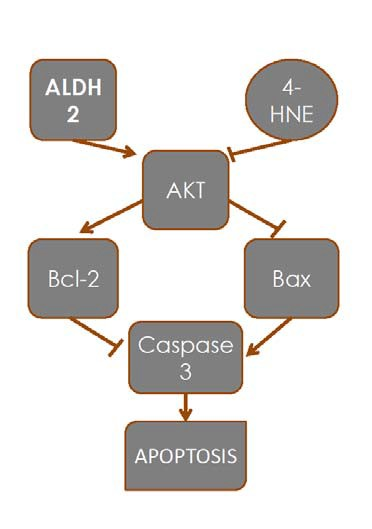 ALDH
2
4-
HNE
AKT
Bcl-2
Bax
Caspase
3
APOPTOSIS